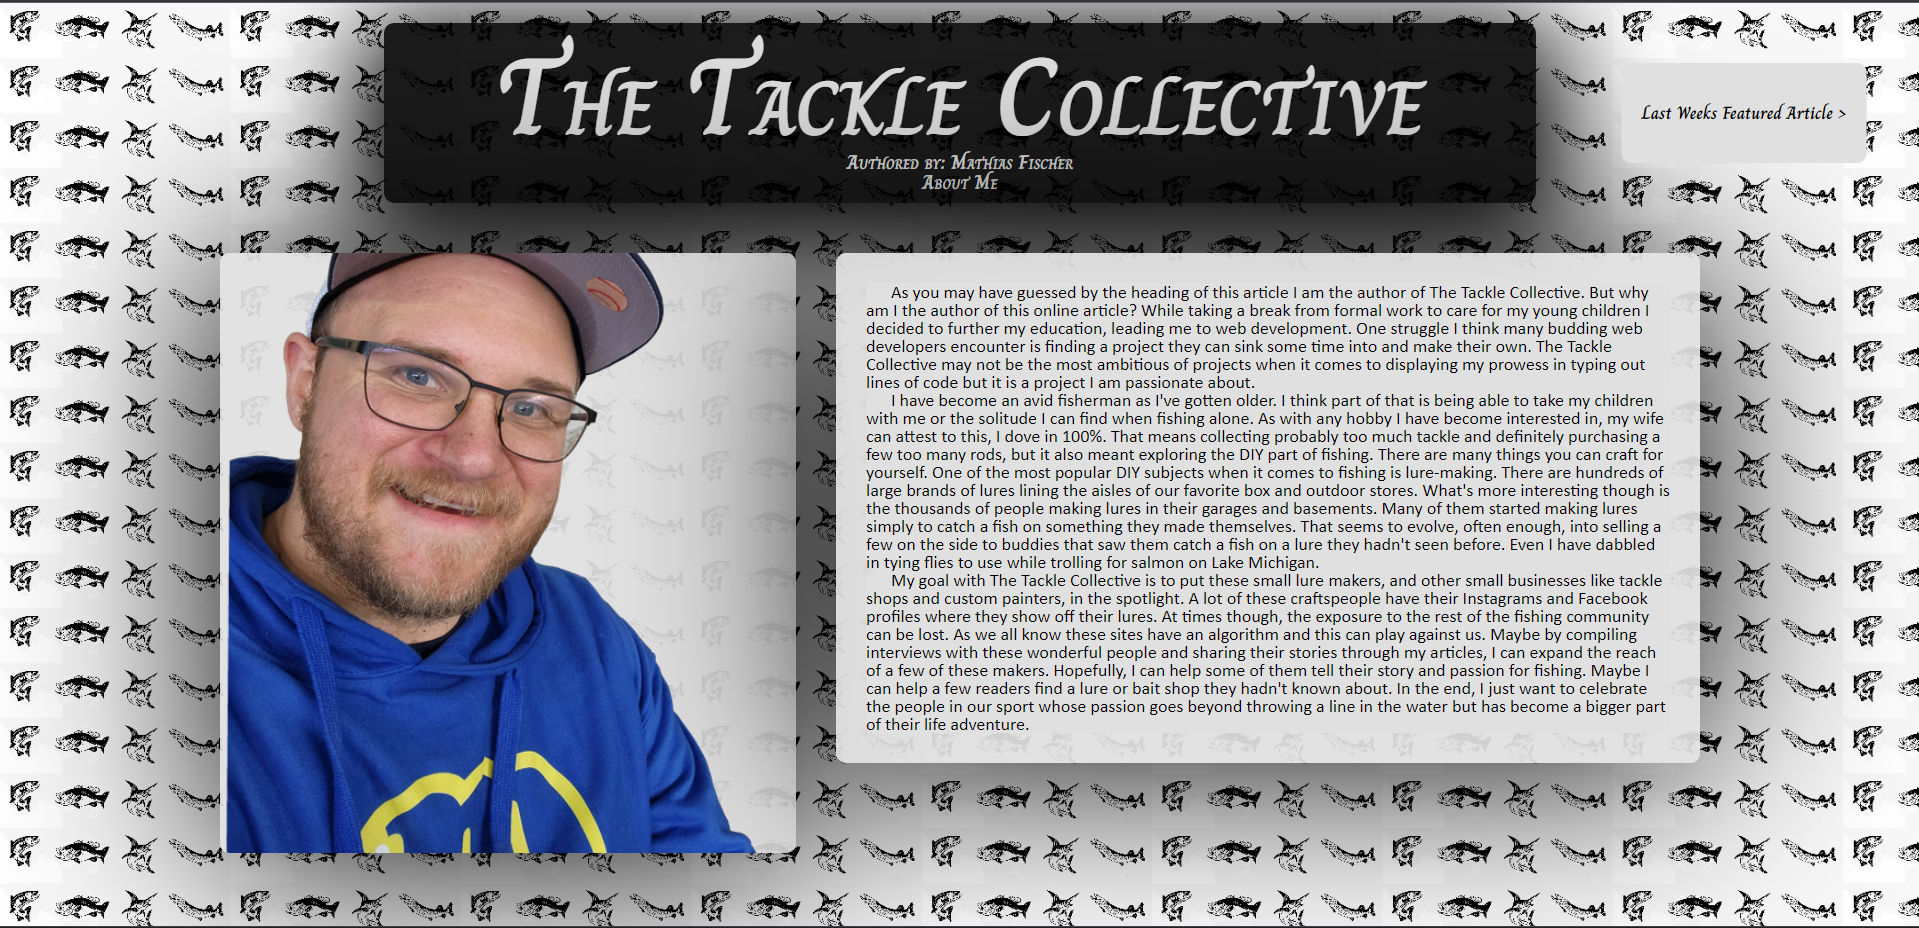 The Tackle Collective
Authored by: Mathias Fischer
About Me
Last Weeks Featured Article >
As you may have guessed by the heading of this article I am the author of The Tackle Collective. But why
am I the author of this online article? While taking a break from formal work to care for my young children I
decided to further my education, leading me to web development. One struggle I think many budding web
developers encounter is finding a project they can sink some time into and make their own. The Tackle
Collective may not be the most ambitious of projects when it comes to displaying my prowess in typing out
lines of code but it is a project I am passionate about.
I have become an avid fisherman as I've gotten older. I think part of that is being able to take my children
with me or the solitude I can find when fishing alone. As with any hobby I have become interested in, my wife
can attest to this, I dove in 100%. That means collecting probably too much tackle and definitely purchasing a
few too many rods, but it also meant exploring the DIY part of fishing. There are many things you can craft for
yourself. One of the most popular DIY subjects when it comes to fishing is lure-making. There are hundreds of
large brands of lures lining the aisles of our favorite box and outdoor stores. What's more interesting though is
the thousands of people making lures in their garages and basements. Many of them started making lures
simply to catch a fish on something they made themselves. That seems to evolve, often enough, into selling a
few on the side to buddies that saw them catch a fish on a lure they hadn't seen before. Even I have dabbled
in tying flies to use while trolling for salmon on Lake Michigan.
My goal with The Tackle Collective is to put these small lure makers, and other small businesses like tackle
shops and custom painters, in the spotlight. A lot of these craftspeople have their Instagrams and Facebook
profiles where they show off their lures. At times though, the exposure to the rest of the fishing community
can be lost. As we all know these sites have an algorithm and this can play against us. Maybe by compiling
interviews with these wonderful people and sharing their stories through my articles, I can expand the reach
of a few of these makers. Hopefully, I can help some of them tell their story and passion for fishing. Maybe I
can help a few readers find a lure or bait shop they hadn't known about. In the end, I just want to celebrate
the people in our sport whose passion goes beyond throwing a line in the water but has become a bigger part
of their life adventure.